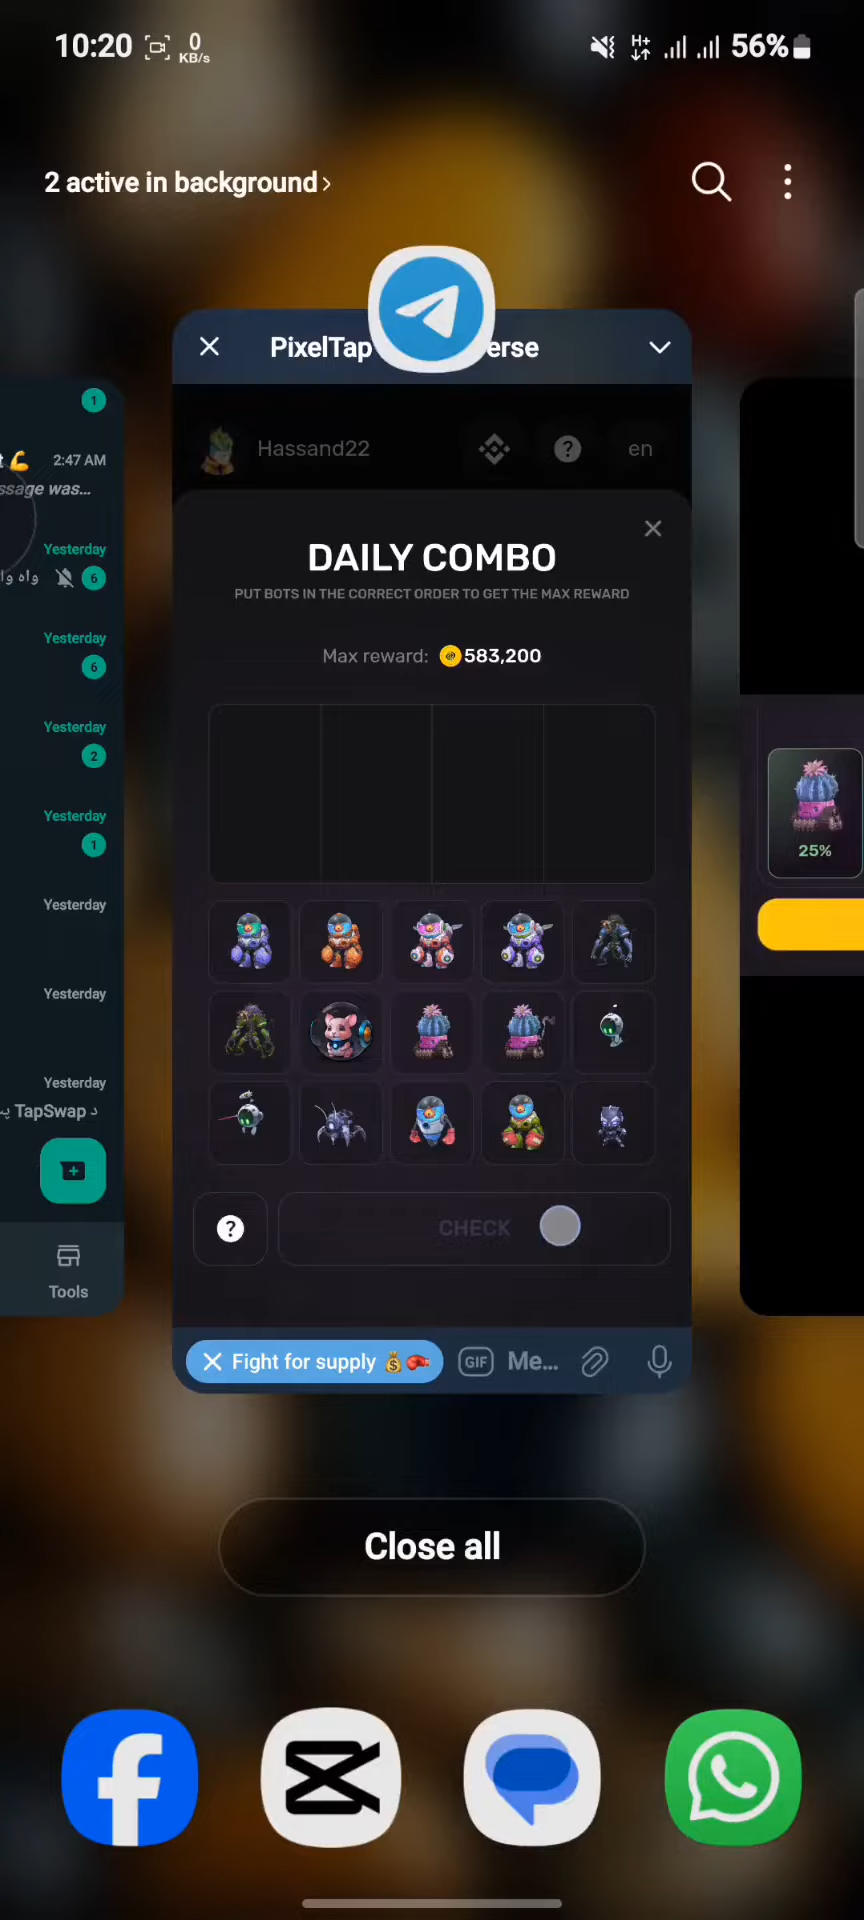 10:20
0
KB/s
H+
56%
2 active in background ›
PixelTap
erse
1
2:47 AM
ssage was...
Yesterday
واه وا
6
Yesterday
6
Yesterday
2
Yesterday
1
Yesterday
Yesterday
Yesterday
د TapSwap
Tools
Hassand22
?
en
DAILY COMBO
PUT BOTS IN THE CORRECT ORDER TO GET THE MAX REWARD
Max reward: 583,200
?
CHECK
Fight for supply
GIF
Me...
25%
Close all